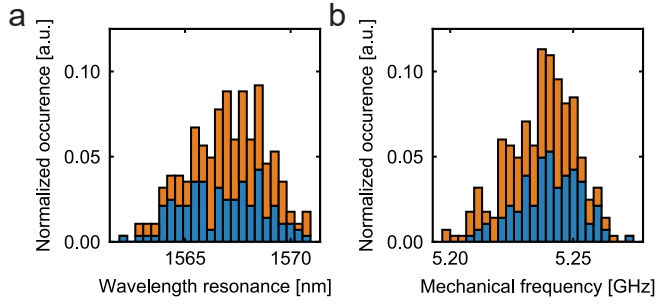 a
b
Normalized occurence [a.u.]
0.10
0.05
0.00
1565
1570
Wavelength resonance [nm]
Normalized occurence [a.u.]
0.10
0.05
0.00
5.20
5.25
Mechanical frequency [GHz]